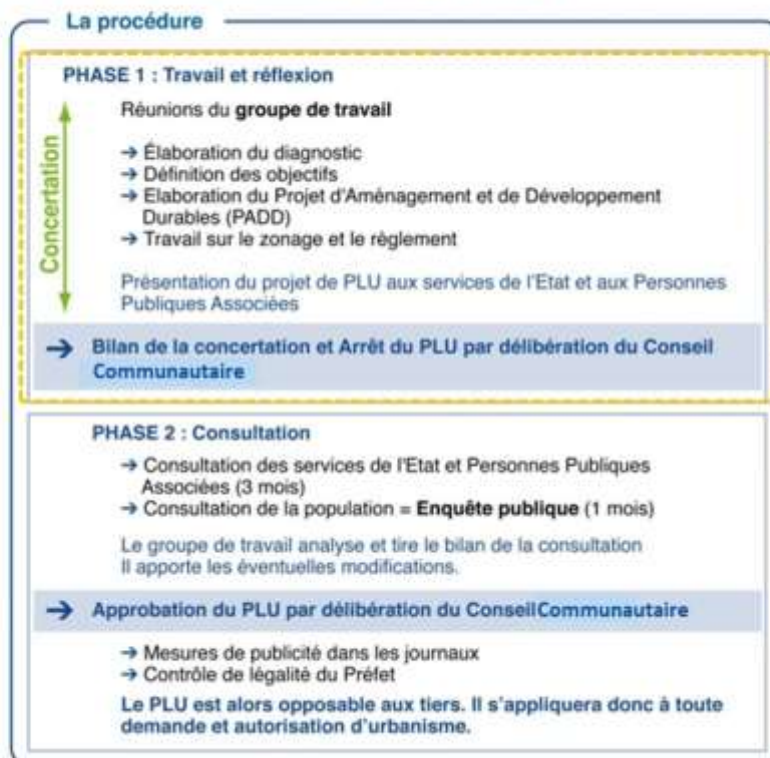 La procédure
PHASE 1 : Travail et réflexion
Concertation
Réunions du groupe de travail
→ Élaboration du diagnostic
→ Définition des objectifs
→ Elaboration du Projet d'Aménagement et de Développement
Durables (PADD)
→ Travail sur le zonage et le règlement
Présentation du projet de PLU aux services de l'Etat et aux Personnes
Publiques Associées
→ Bilan de la concertation et Arrêt du PLU par délibération du Conseil
Communautaire
PHASE 2 : Consultation
→ Consultation des services de l'Etat et Personnes Publiques
Associées (3 mois)
→ Consultation de la population = Enquête publique (1 mois)
Le groupe de travail analyse et tire le bilan de la consultation
Il apporte les éventuelles modifications.
→ Approbation du PLU par délibération du Conseil Communautaire
→ Mesures de publicité dans les journaux
→ Contrôle de légalité du Préfet
Le PLU est alors opposable aux tiers. Il s'appliquera donc à toute
demande et autorisation d'urbanisme.